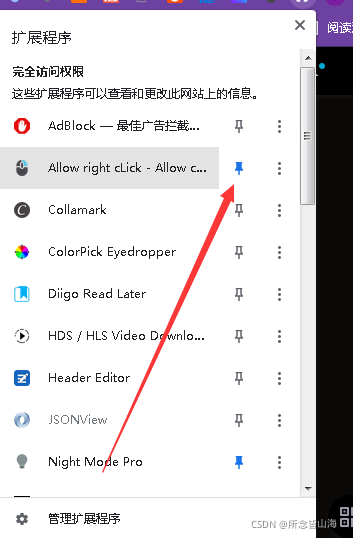 阅读
扩展程序
完全访问权限
这些扩展程序可以查看和更改此网站上的信息。
AdBlock — 最佳广告拦截...
Allow right cLick - Allow c...
Collamark
ColorPick Eyedropper
Diigo Read Later
HDS / HLS Video Downlo...
Header Editor
JSONView
Night Mode Pro
管理扩展程序
CSDN @所念皆山海